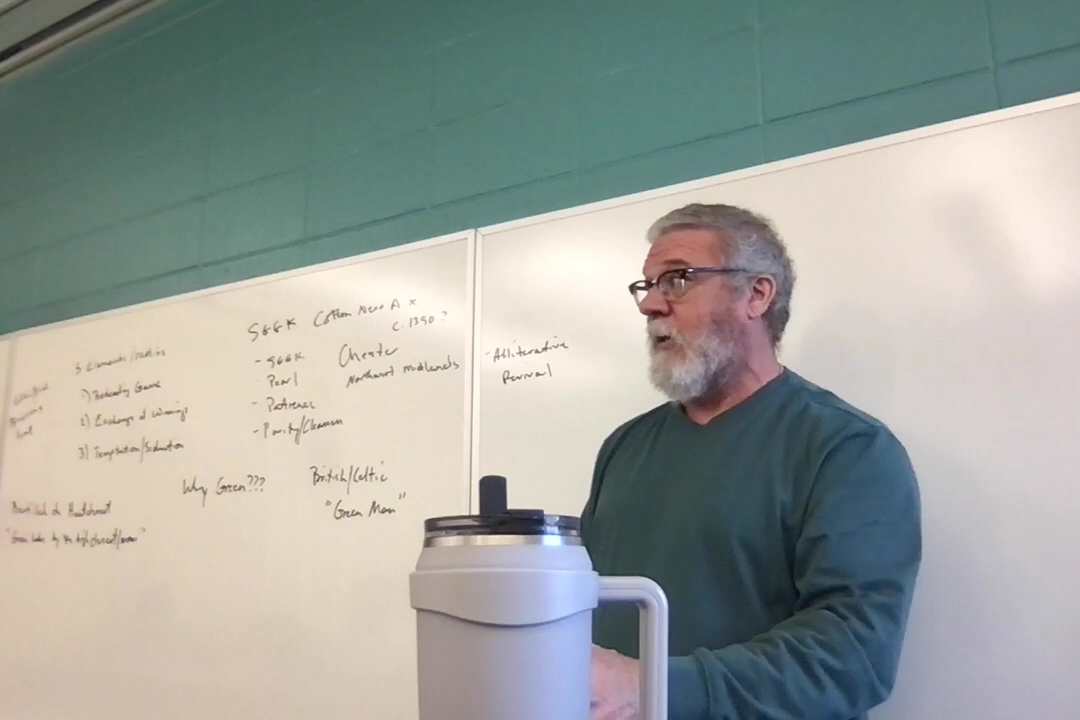 SGGK Cotton Nero A x
c. 1390?
- SGGK
- Pearl
- Patience
- Purity/Cleanness
Chester
Northwest Midlands
- Alliterative
Revival
3 Elements/motifs
1) Beheading Game
2) Exchange of Winnings
3) Temptation/Seduction
Why Green???
British/Celtic
"Green Man"